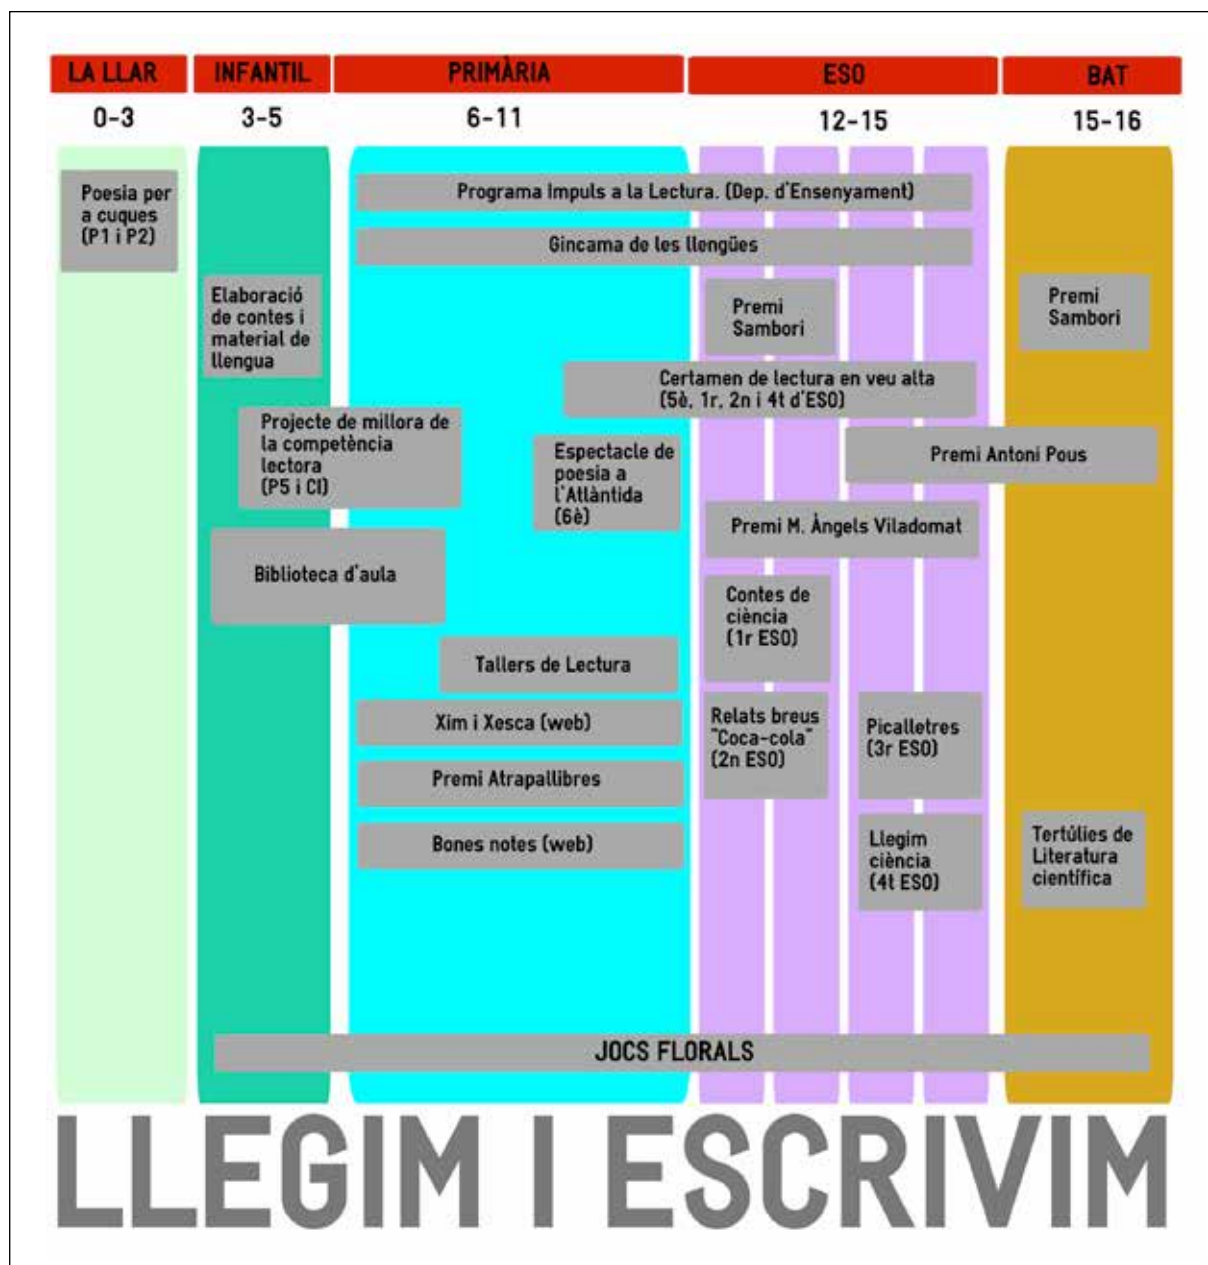 LA LLAR
INFANTIL
PRIMÀRIA
ESO
BAT
0-3
3-5
6-11
12-15
15-16
Poesia per
a cuques
(P1 i P2)
Programa Impuls a la Lectura. (Dep. d'Ensenyament)
Gincama de les llengües
Elaboració
de contes i
material de
llengua
Premi
Sambori
Premi
Sambori
Certamen de lectura en veu alta
(5è, 1r, 2n i 4t d'ESO)
Projecte de millora de
la competència
lectora
(P5 i CI)
Espectacle de
poesia a
l'Atlàntida
(6è)
Premi Antoni Pous
Premi M. Àngels Viladomat
Biblioteca d'aula
Contes de
ciència
(1r ESO)
Tallers de Lectura
Xim i Xesca (web)
Relats breus
"Coca-cola"
(2n ESO)
Picalletres
(3r ESO)
Premi Atrapallibres
Bones notes (web)
Llegim
ciència
(4t ESO)
Tertúlies de
Literatura
científica
JOCS FLORALS
LLEGIM I ESCRIVIM